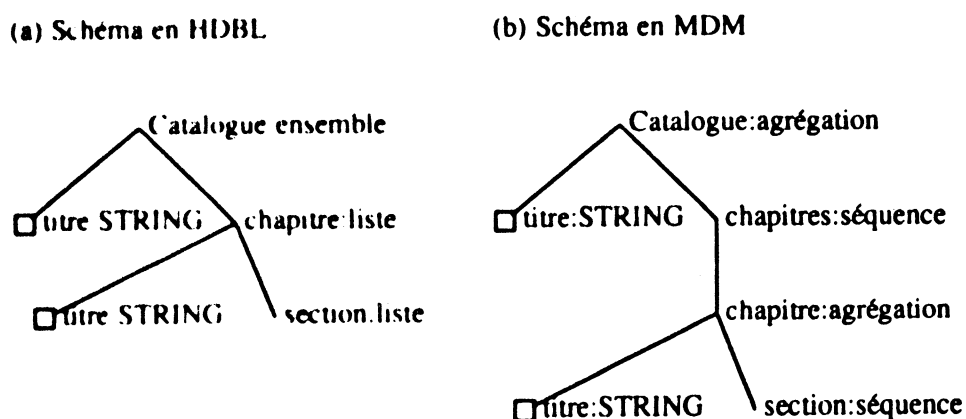 (a) Schéma en HDBL
(b) Schéma en MDM
Catalogue ensemble
titre STRING
chapitre:liste
titre STRING
section.liste
Catalogue:agrégation
titre:STRING
chapitres:séquence
chapitre:agrégation
titre:STRING
section:séquence